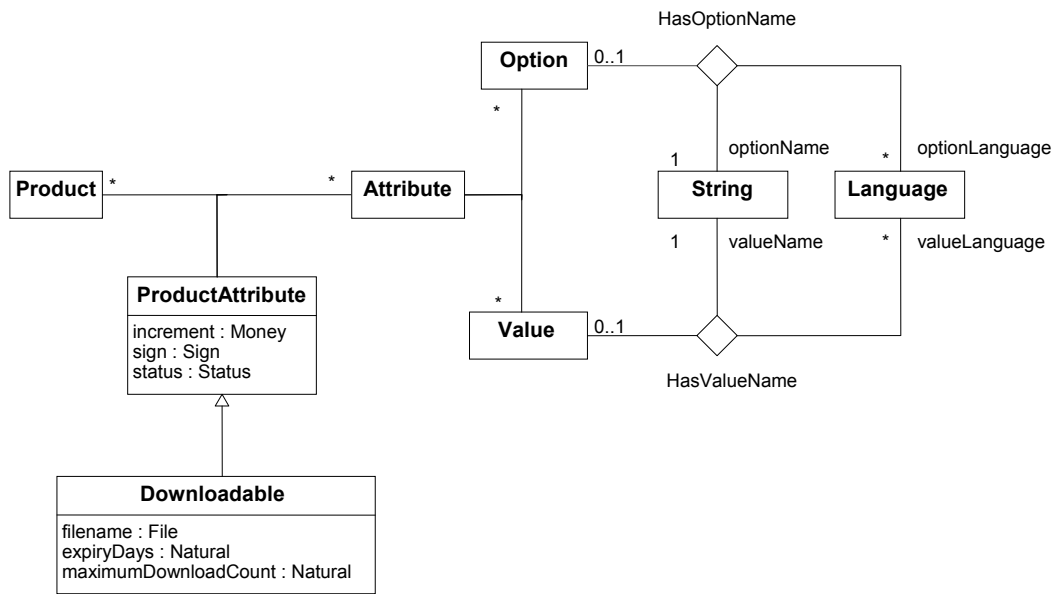 HasOptionName
Option
0..1
*
optionName
optionLanguage
1
*
Product
*
*
Attribute
String
Language
1
valueName
*
valueLanguage
ProductAttribute
increment : Money
sign : Sign
status : Status
*
Value
0..1
HasValueName
Downloadable
filename : File
expiryDays : Natural
maximumDownloadCount : Natural